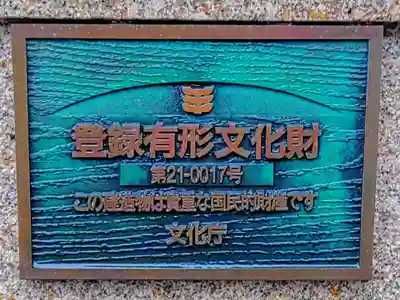 登録有形文化財
第21-0017号
この建造物は貴重な国民的財産です
文化庁